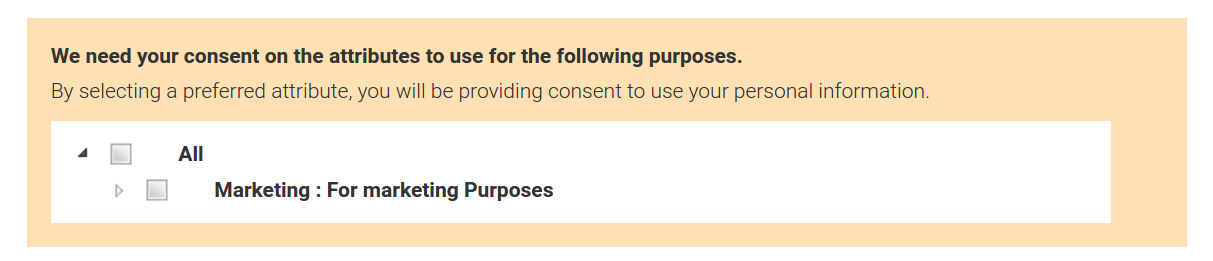 We need your consent on the attributes to use for the following purposes.
By selecting a preferred attribute, you will be providing consent to use your personal information.
All
Marketing : For marketing Purposes